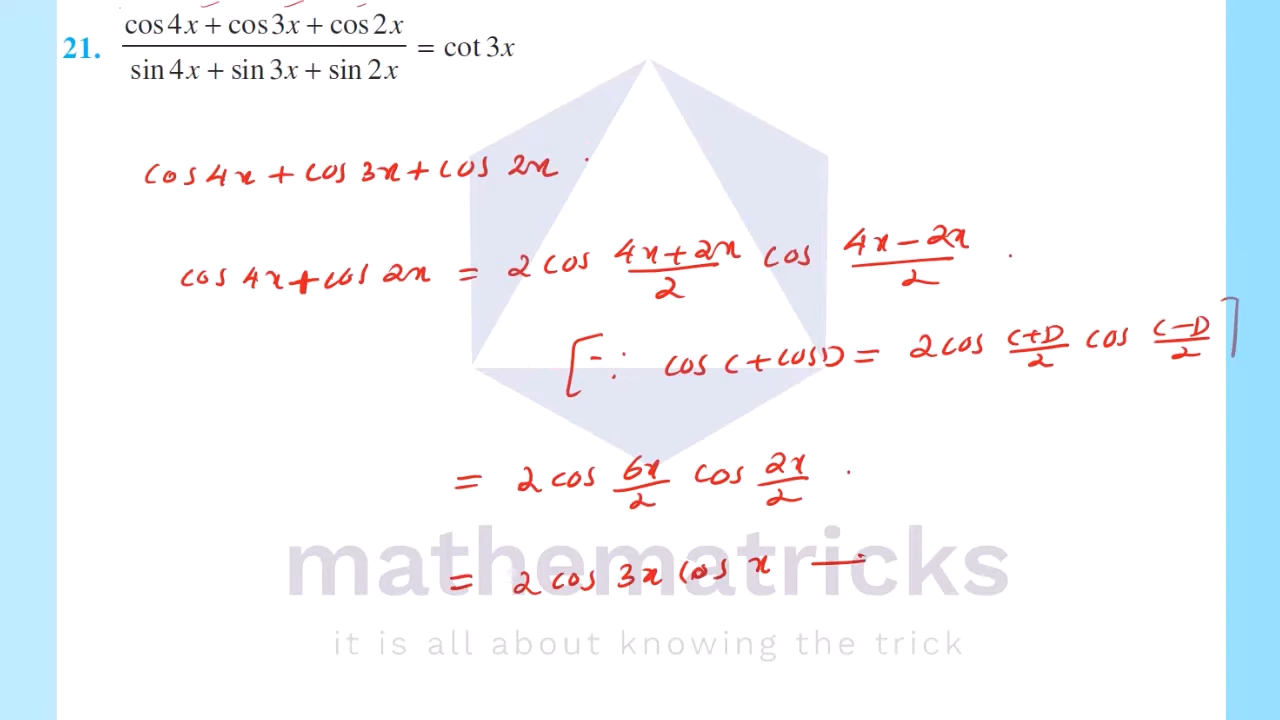 21. (cos 4x + cos 3x + cos 2x) / (sin 4x + sin 3x + sin 2x) = cot 3x
cos 4x + cos 3x + cos 2x
cos 4x + cos 2x = 2 cos (4x + 2x)/2 cos (4x − 2x)/2
[∵ cos C + cos D = 2 cos (C+D)/2 cos (C−D)/2]
= 2 cos 6x/2 cos 2x/2
= 2 cos 3x cos x —
mathematricks
it is all about knowing the trick